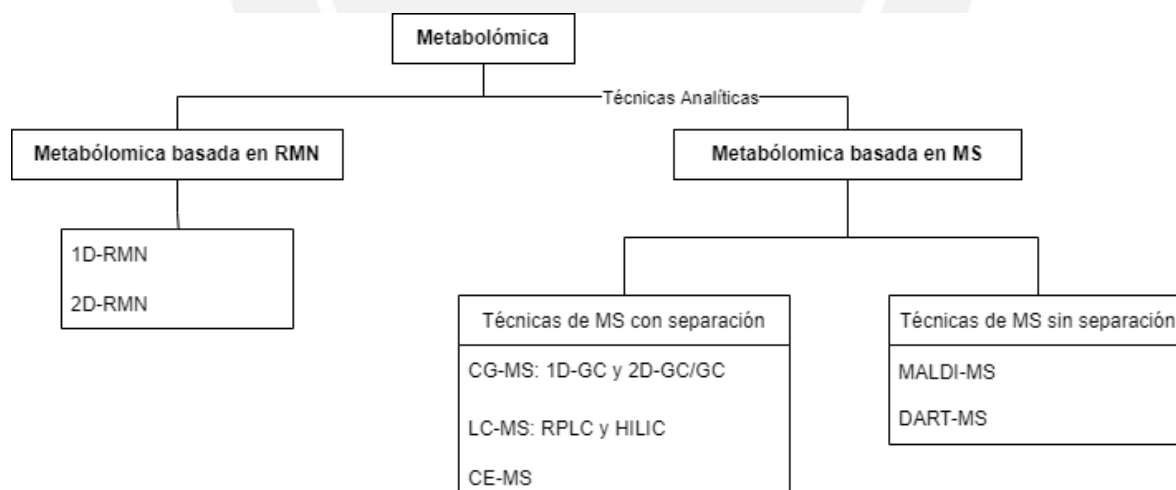 Metabolómica
Técnicas Analíticas
Metabólomica basada en RMN
Metabólomica basada en MS
1D-RMN
2D-RMN
Técnicas de MS con separación
CG-MS: 1D-GC y 2D-GC/GC
LC-MS: RPLC y HILIC
CE-MS
Técnicas de MS sin separación
MALDI-MS
DART-MS